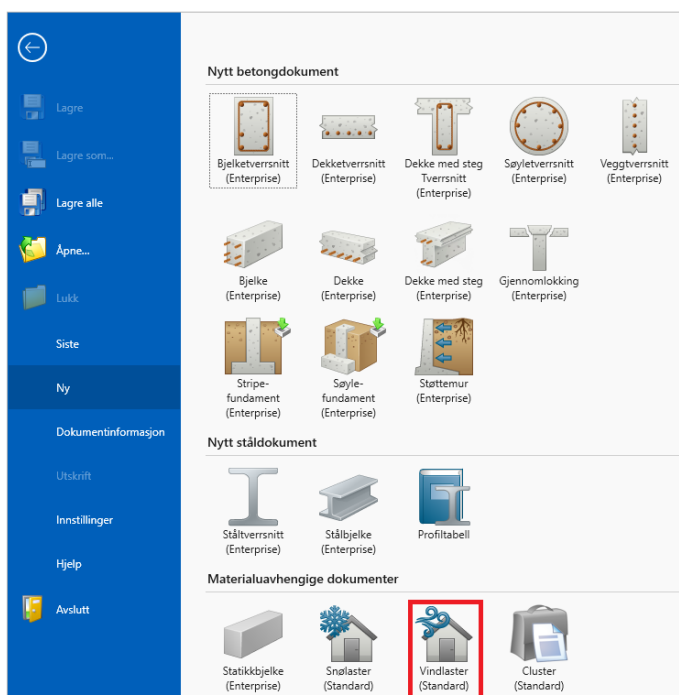 Nytt betongdokument
Lagre
Lagre som...
Lagre alle
Åpne...
Lukk
Siste
Ny
Dokumentinformasjon
Utskrift
Innstillinger
Hjelp
Avslutt
Bjelketverrsnitt
(Enterprise)
Dekketverrsnitt
(Enterprise)
Dekke med steg
Tverrsnitt
(Enterprise)
Søyletverrsnitt
(Enterprise)
Veggtverrsnitt
(Enterprise)
Bjelke
(Enterprise)
Dekke
(Enterprise)
Dekke med steg
(Enterprise)
Gjennomlokking
(Enterprise)
Stripe-
fundament
(Enterprise)
Søyle-
fundament
(Enterprise)
Støttemur
(Enterprise)
Nytt ståldokument
Ståltverrsnitt
(Enterprise)
Stålbjelke
(Enterprise)
Profiltabell
Materialuavhengige dokumenter
Statikkbjelke
(Enterprise)
Snølaster
(Standard)
Vindlaster
(Standard)
Cluster
(Standard)